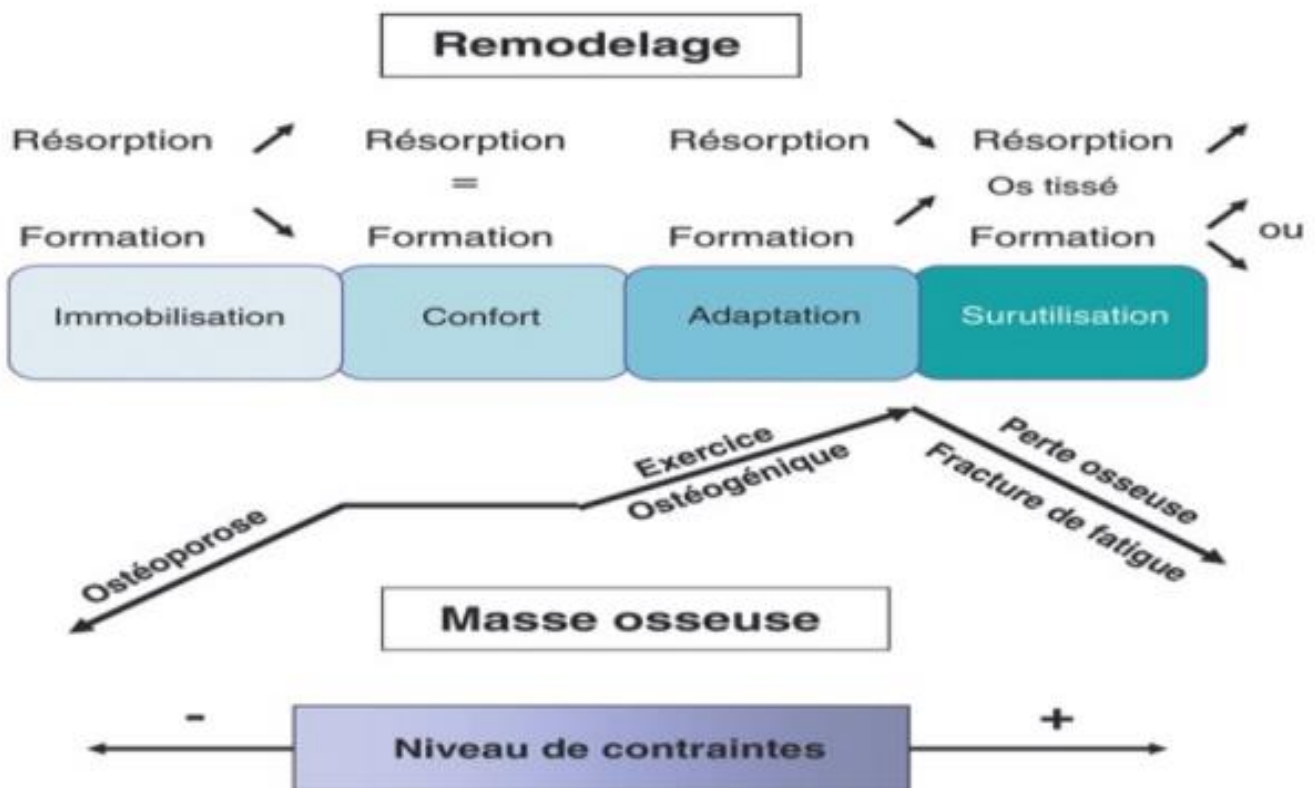 Remodelage
Résorption Résorption Résorption Résorption
= Os tissé
Formation Formation Formation Formation ou
Immobilisation Confort Adaptation Surutilisation
Ostéoporose
Exercice
Ostéogénique
Perte osseuse
Fracture de fatigue
Masse osseuse
- +
Niveau de contraintes